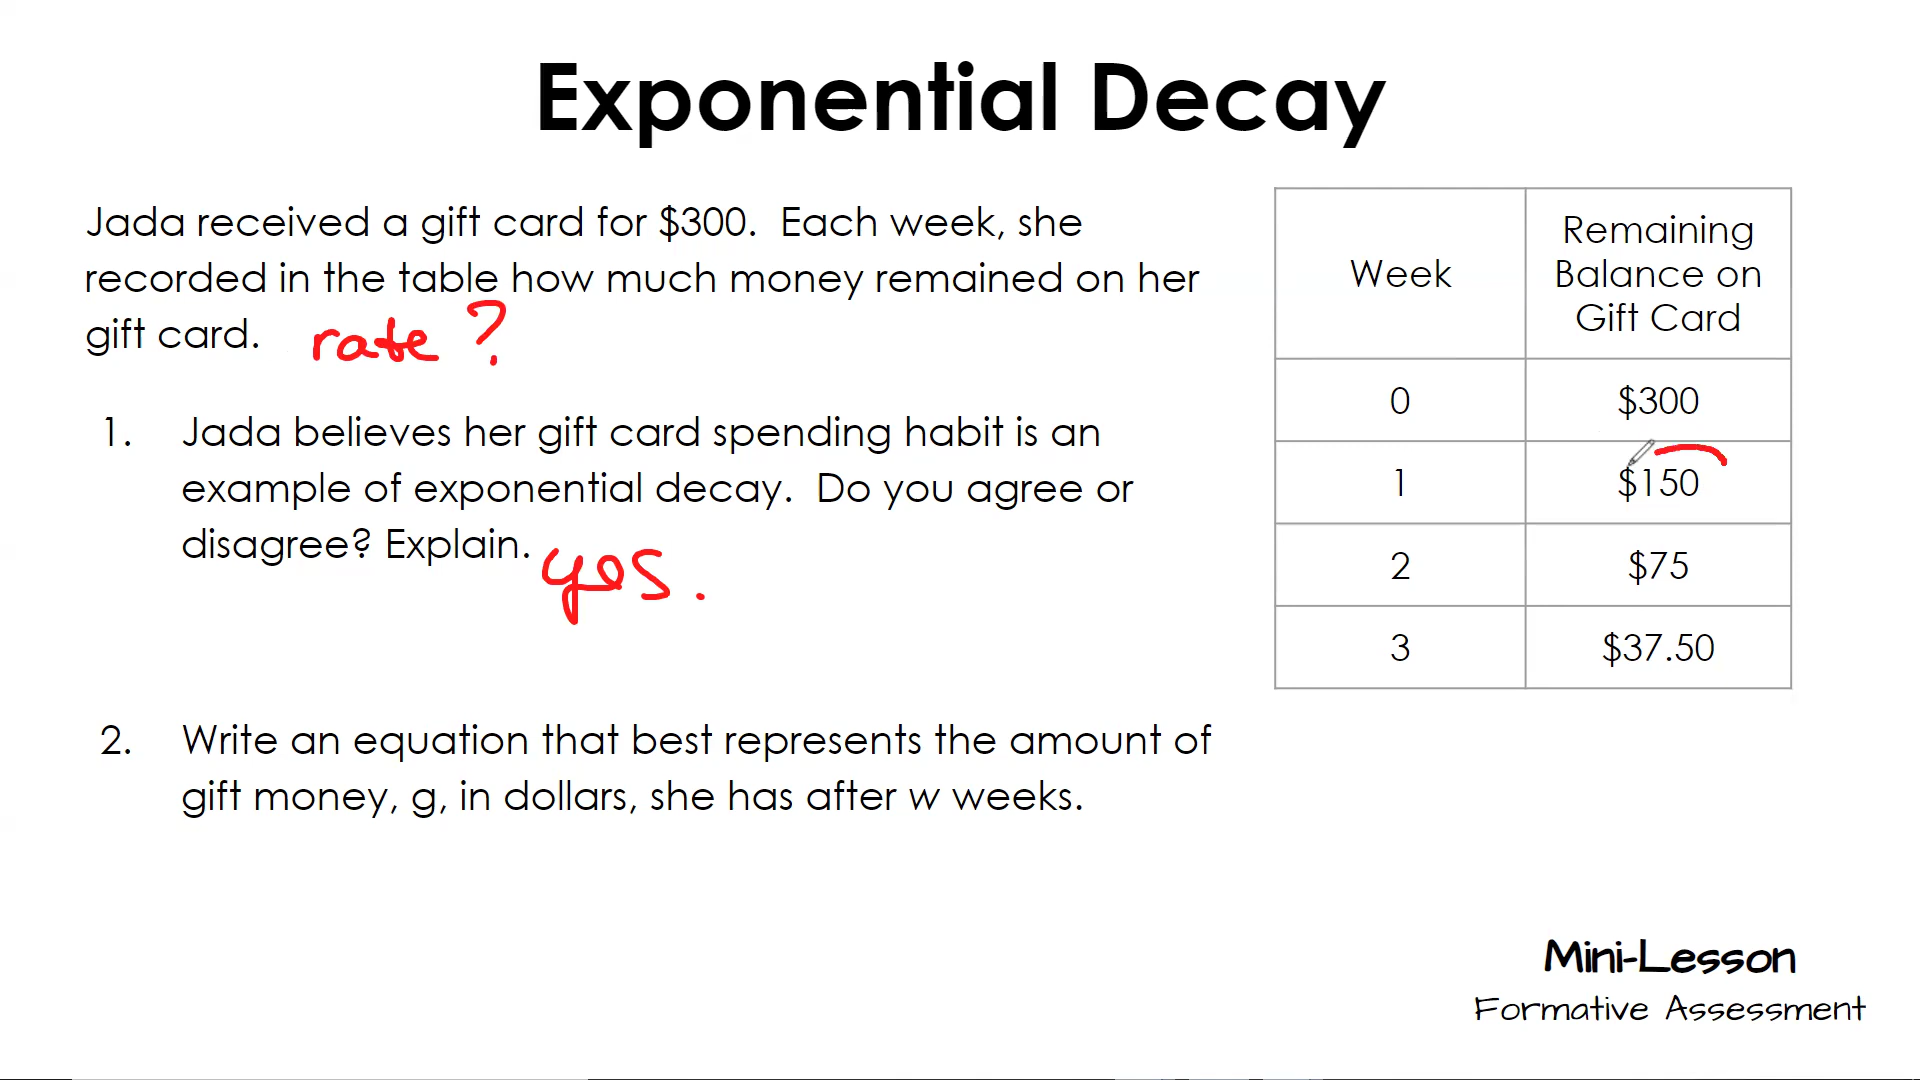 Exponential Decay
Jada received a gift card for $300. Each week, she
recorded in the table how much money remained on her
gift card. rate ?
1. Jada believes her gift card spending habit is an
example of exponential decay. Do you agree or
disagree? Explain. yes.
2. Write an equation that best represents the amount of
gift money, g, in dollars, she has after w weeks.
Week
Remaining
Balance on
Gift Card
0 $300
1 $150
2 $75
3 $37.50
Mini-Lesson
Formative Assessment